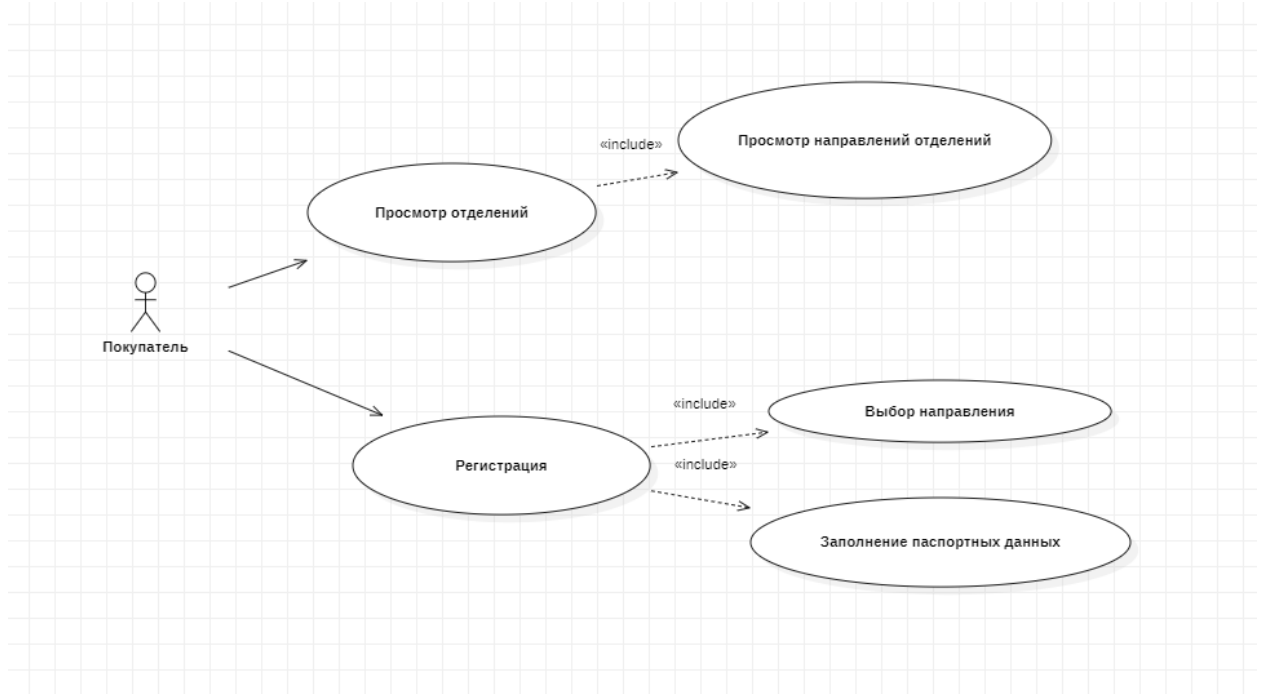 «include»
Просмотр направлений отделений
Просмотр отделений
Покупатель
«include»
Выбор направления
Регистрация
«include»
Заполнение паспортных данных